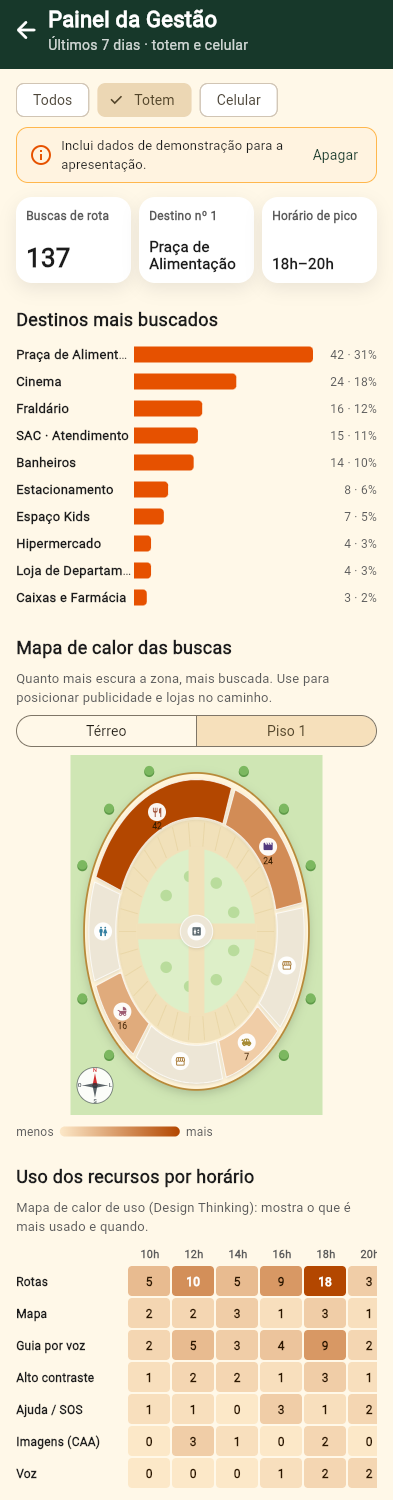 Painel da Gestão
Últimos 7 dias · totem e celular
Todos
Totem
Celular
Inclui dados de demonstração para a
apresentação.
Apagar
Buscas de rota
137
Destino nº 1
Praça de
Alimentação
Horário de pico
18h–20h
Destinos mais buscados
Praça de Aliment… 42 · 31%
Cinema 24 · 18%
Fraldário 16 · 12%
SAC · Atendimento 15 · 11%
Banheiros 14 · 10%
Estacionamento 8 · 6%
Espaço Kids 7 · 5%
Hipermercado 4 · 3%
Loja de Departam… 4 · 3%
Caixas e Farmácia 3 · 2%
Mapa de calor das buscas
Quanto mais escura a zona, mais buscada. Use para
posicionar publicidade e lojas no caminho.
Térreo
Piso 1
42
24
16
7
N
O L
S
menos
mais
Uso dos recursos por horário
Mapa de calor de uso (Design Thinking): mostra o que é
mais usado e quando.
10h 12h 14h 16h 18h 20h
Rotas 5 10 5 9 18 3
Mapa 2 2 3 1 3 1
Guia por voz 2 5 3 4 9 2
Alto contraste 1 2 2 1 3 1
Ajuda / SOS 1 1 0 3 1 2
Imagens (CAA) 0 3 1 0 2 0
Voz 0 0 0 1 2 2